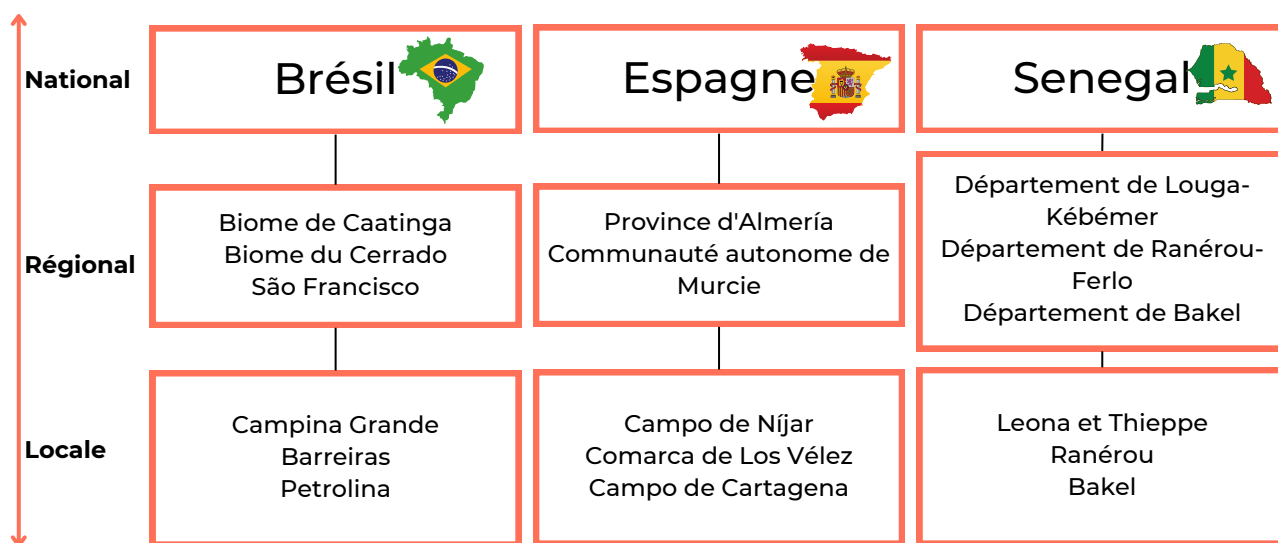 National
Brésil
Espagne
Senegal
Régional
Biome de Caatinga
Biome du Cerrado
São Francisco
Province d'Almería
Communauté autonome de
Murcie
Département de Louga-
Kébémer
Département de Ranérou-
Ferlo
Département de Bakel
Locale
Campina Grande
Barreiras
Petrolina
Campo de Níjar
Comarca de Los Vélez
Campo de Cartagena
Leona et Thieppe
Ranérou
Bakel